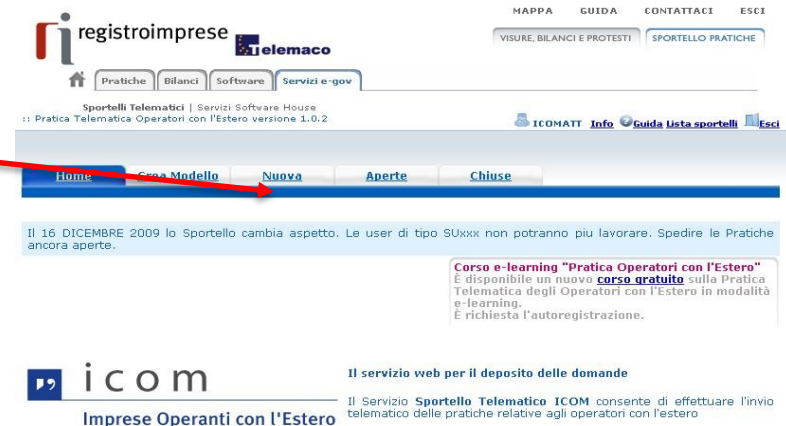 MAPPA GUIDA CONTATTACI ESCI
registroimprese Telemaco
VISURE, BILANCI E PROTESTI SPORTELLO PRATICHE
Pratiche Bilanci Software Servizi e-gov
Sportelli Telematici | Servizi Software House
:: Pratica Telematica Operatori con l'Estero versione 1.0.2
ICOMATT Info Guida Lista sportelli Esci
Home Crea Modello Nuova Aperte Chiuse
Il 16 DICEMBRE 2009 lo Sportello cambia aspetto. Le user di tipo SUxxx non potranno piu lavorare. Spedire le Pratiche
ancora aperte.
Corso e-learning "Pratica Operatori con l'Estero"
È disponibile un nuovo corso gratuito sulla Pratica
Telematica degli Operatori con l'Estero in modalità
e-learning.
È richiesta l'autoregistrazione.
icom
Imprese Operanti con l'Estero
Il servizio web per il deposito delle domande
Il Servizio Sportello Telematico ICOM consente di effettuare l'invio
telematico delle pratiche relative agli operatori con l'estero